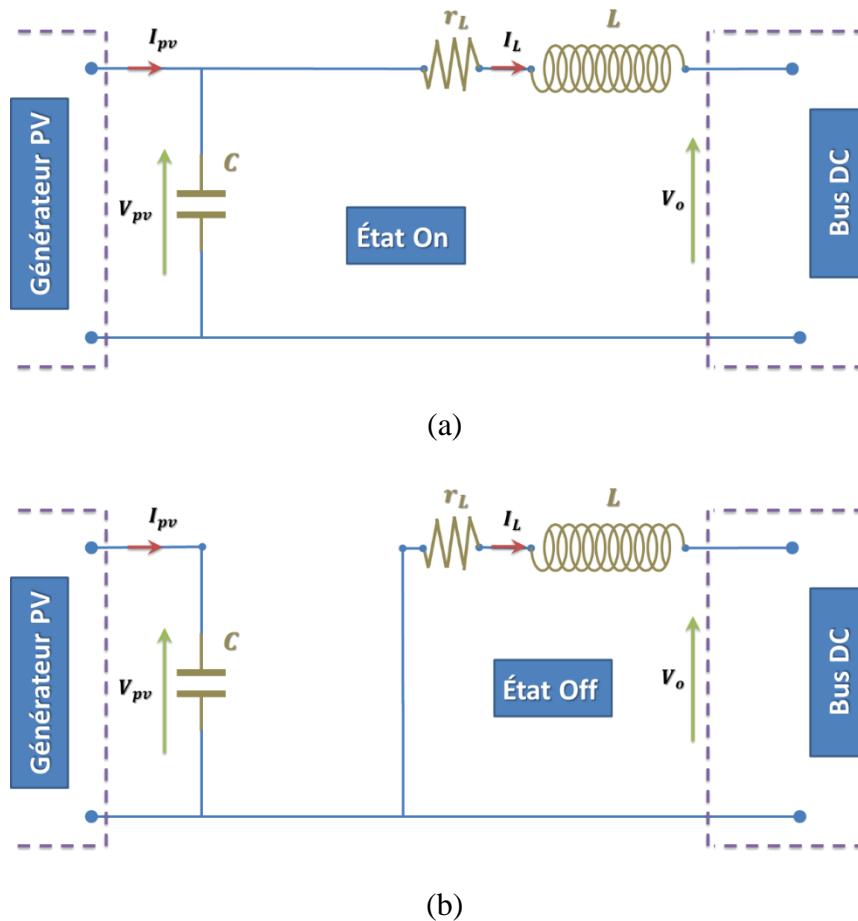 I_pv
r_L
I_L
L
Générateur PV
V_pv
C
État On
V_o
Bus DC
(a)
I_pv
r_L
I_L
L
Générateur PV
V_pv
C
État Off
V_o
Bus DC
(b)